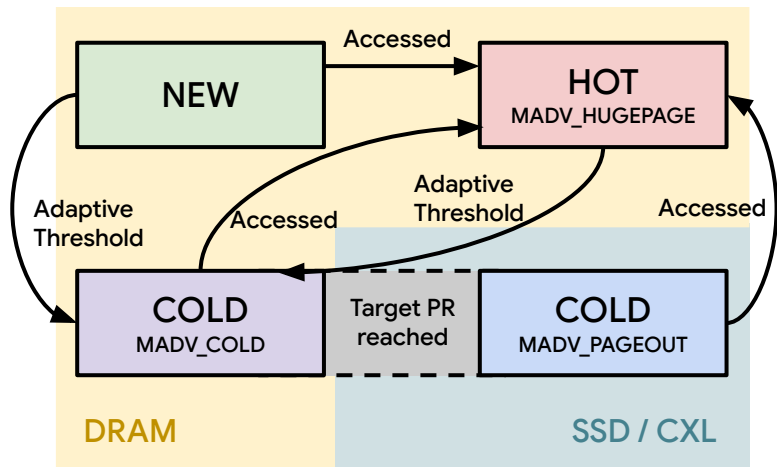 Accessed
NEW
HOT
MADV_HUGEPAGE
Adaptive
Threshold
Accessed
Adaptive
Threshold
Accessed
COLD
MADV_COLD
Target PR
reached
COLD
MADV_PAGEOUT
DRAM
SSD / CXL